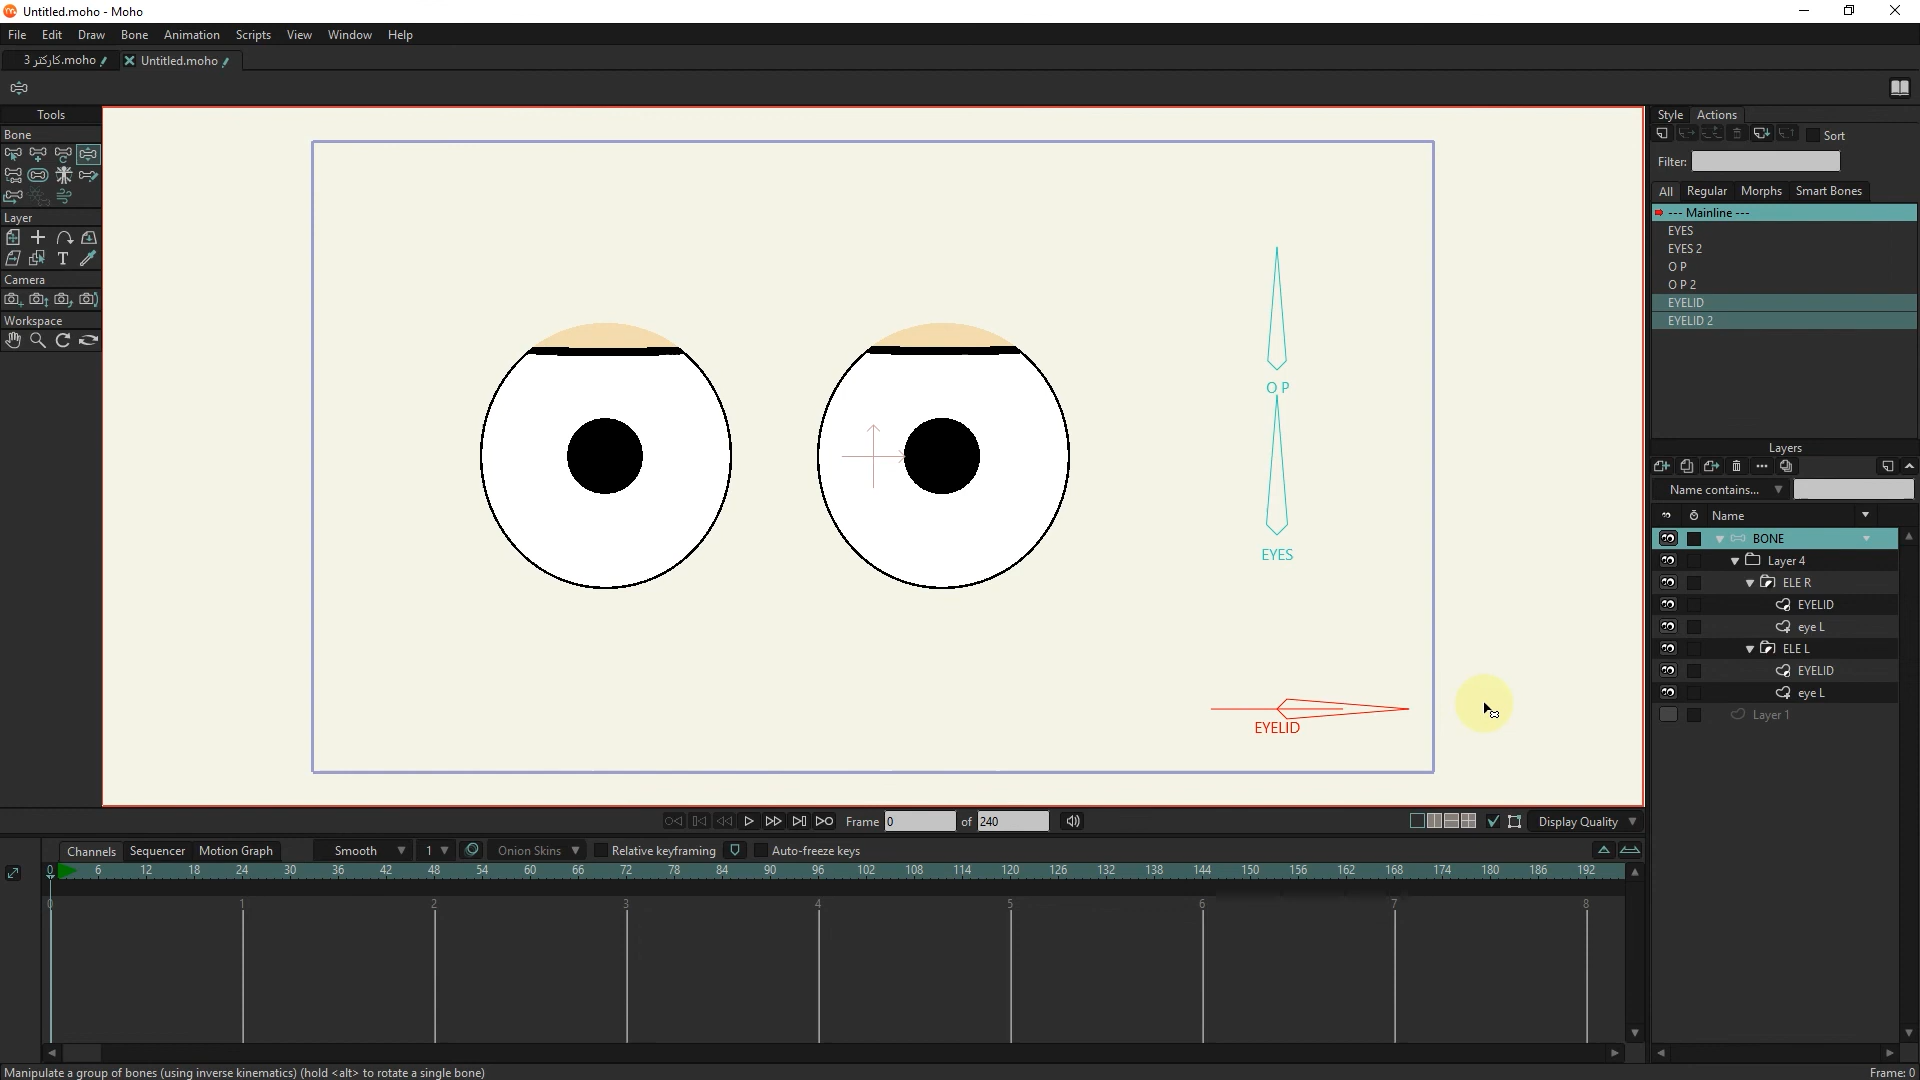 Untitled.moho - Moho
File Edit Draw Bone Animation Scripts View Window Help
کارکتر 3.moho Untitled.moho
Tools
Bone
Layer
Camera
Workspace
O P
EYES
EYELID
Style Actions
Sort
Filter:
All Regular Morphs Smart Bones
--- Mainline ---
EYES
EYES 2
O P
O P 2
EYELID
EYELID 2
Layers
Name contains...
Name
BONE
Layer 4
ELE R
EYELID
eye L
ELE L
EYELID
eye L
Layer 1
Frame 0 of 240 Display Quality
Channels Sequencer Motion Graph Smooth 1 Onion Skins Relative keyframing Auto-freeze keys
0 6 12 18 24 30 36 42 48 54 60 66 72 78 84 90 96 102 108 114 120 126 132 138 144 150 156 162 168 174 180 186 192
0 1 2 3 4 5 6 7 8
Manipulate a group of bones (using inverse kinematics) (hold <alt> to rotate a single bone) Frame: 0